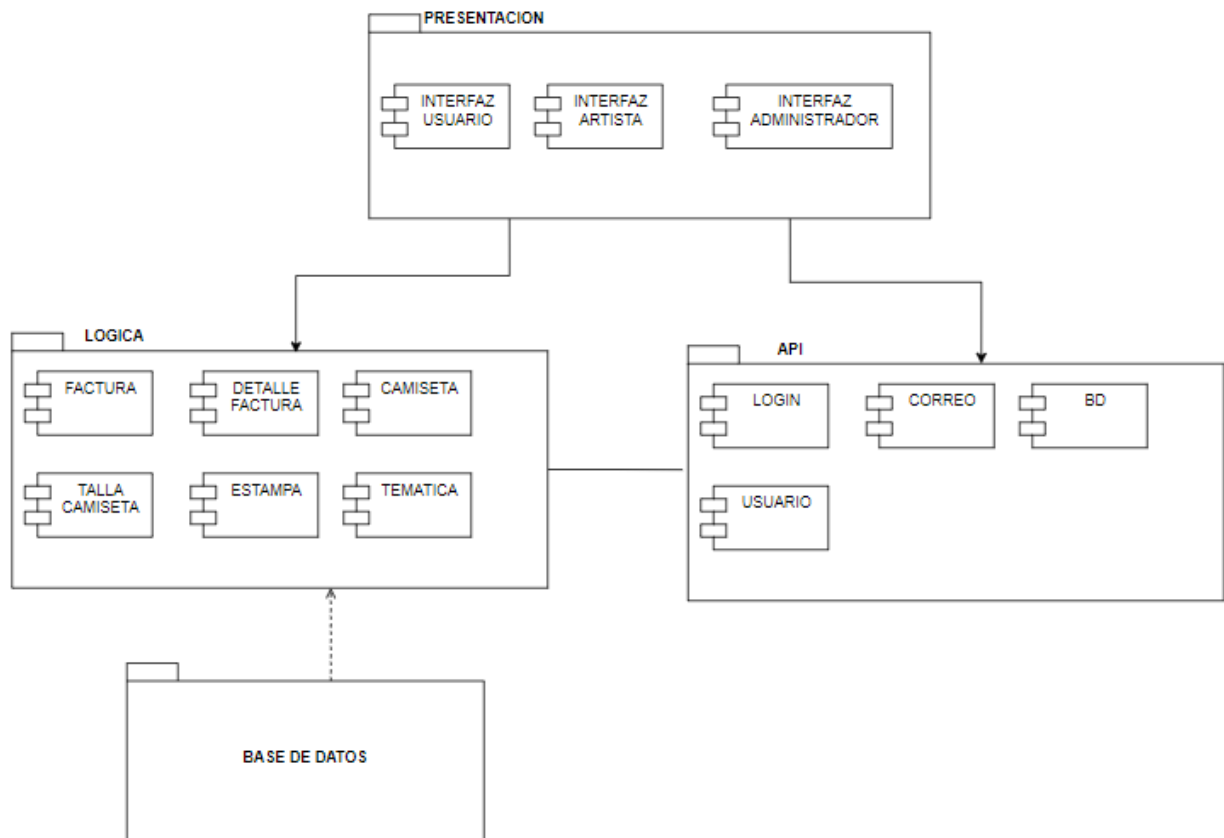 PRESENTACION
INTERFAZ
USUARIO
INTERFAZ
ARTISTA
INTERFAZ
ADMINISTRADOR
LOGICA
FACTURA
DETALLE
FACTURA
CAMISETA
TALLA
CAMISETA
ESTAMPA
TEMATICA
API
LOGIN
CORREO
BD
USUARIO
BASE DE DATOS